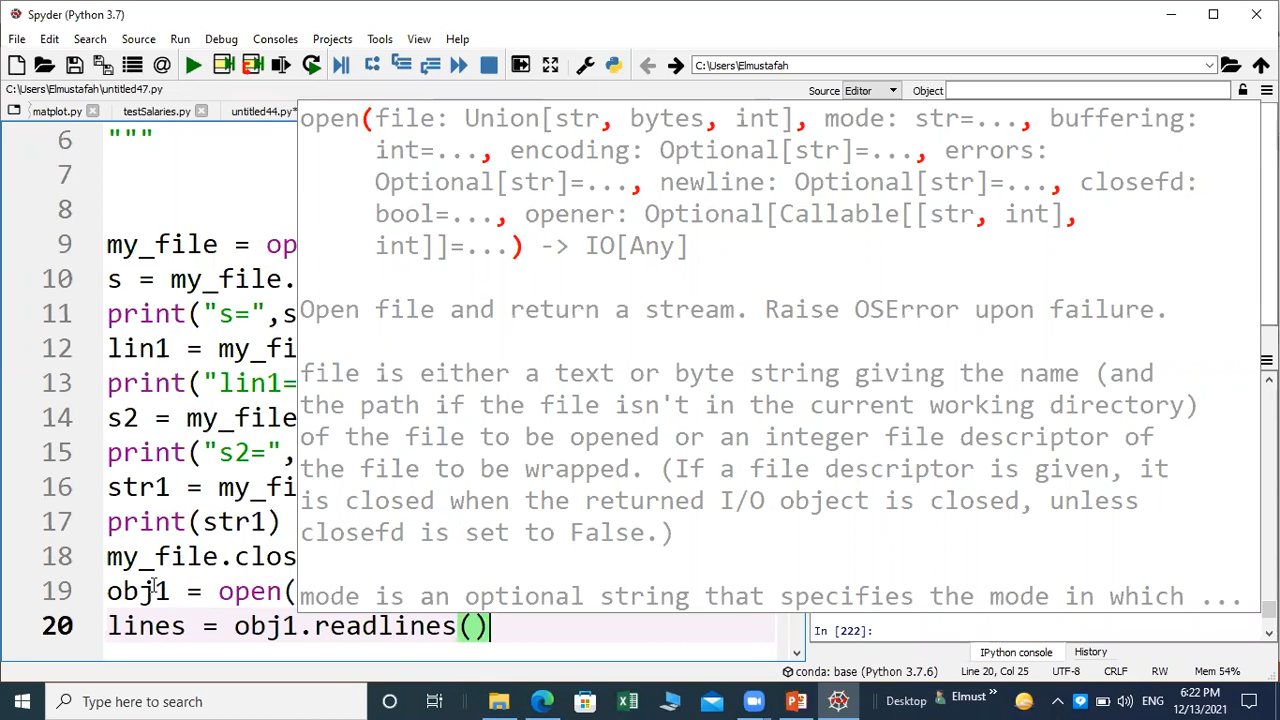 Spyder (Python 3.7)
File Edit Search Source Run Debug Consoles Projects Tools View Help
C:\Users\Elmustafah
C:\Users\Elmustafah\untitled47.py
Source Editor Object
matplot.py testSalaries.py untitled44.py*
open(file: Union[str, bytes, int], mode: str=..., buffering:
int=..., encoding: Optional[str]=..., errors:
Optional[str]=..., newline: Optional[str]=..., closefd:
bool=..., opener: Optional[Callable[[str, int],
int]]=...) -> IO[Any]
Open file and return a stream. Raise OSError upon failure.
file is either a text or byte string giving the name (and
the path if the file isn't in the current working directory)
of the file to be opened or an integer file descriptor of
the file to be wrapped. (If a file descriptor is given, it
is closed when the returned I/O object is closed, unless
closefd is set to False.)
mode is an optional string that specifies the mode in which ...
6 """
7
8
9 my_file = op
10 s = my_file.
11 print("s=",s
12 lin1 = my_fi
13 print("lin1=
14 s2 = my_file
15 print("s2=",
16 str1 = my_fi
17 print(str1)
18 my_file.clos
19 obj1 = open(
20 lines = obj1.readlines()
In [222]:
IPython console History
conda: base (Python 3.7.6) Line 20, Col 25 UTF-8 CRLF RW Mem 54%
Type here to search Desktop Elmust » ENG 6:22 PM
12/13/2021